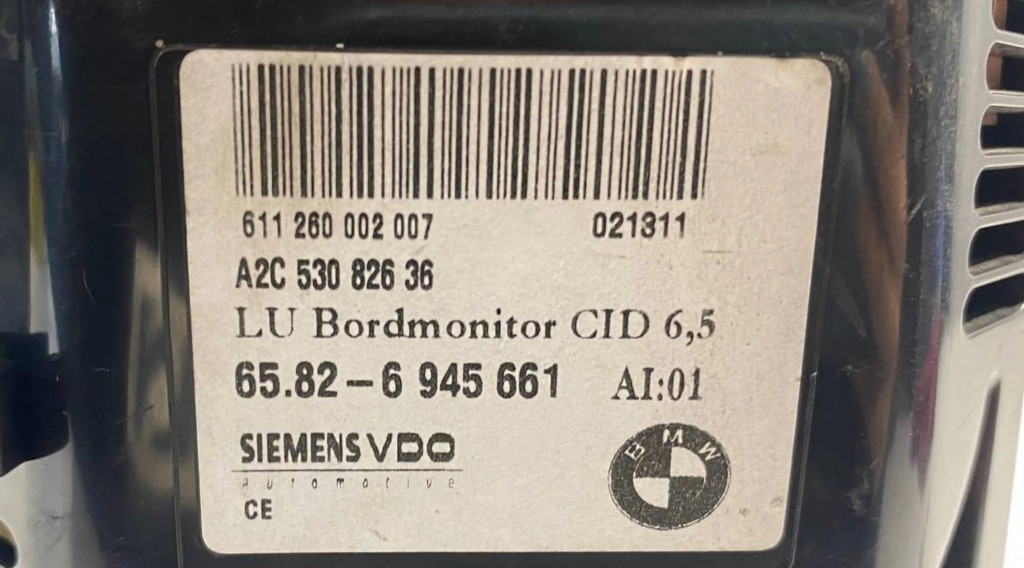 611 260 002 007 021311
A2C 530 826 36
LU Bordmonitor CID 6,5
65.82-6 945 661 AI:01
SIEMENS VDO
Automotive
CE
BMW